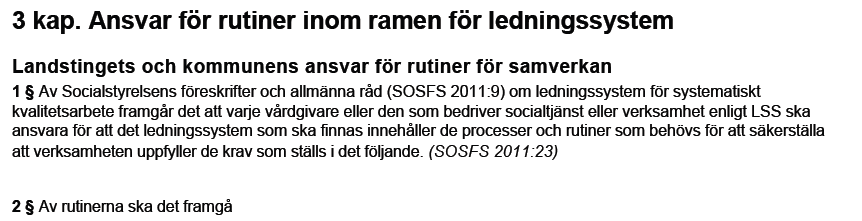 3 kap. Ansvar för rutiner inom ramen för ledningssystem
Landstingets och kommunens ansvar för rutiner för samverkan
1 § Av Socialstyrelsens föreskrifter och allmänna råd (SOSFS 2011:9) om ledningssystem för systematiskt
kvalitetsarbete framgår det att varje vårdgivare eller den som bedriver socialtjänst eller verksamhet enligt LSS ska
ansvara för att det ledningssystem som ska finnas innehåller de processer och rutiner som behövs för att säkerställa
att verksamheten uppfyller de krav som ställs i det följande. (SOSFS 2011:23)
2 § Av rutinerna ska det framgå